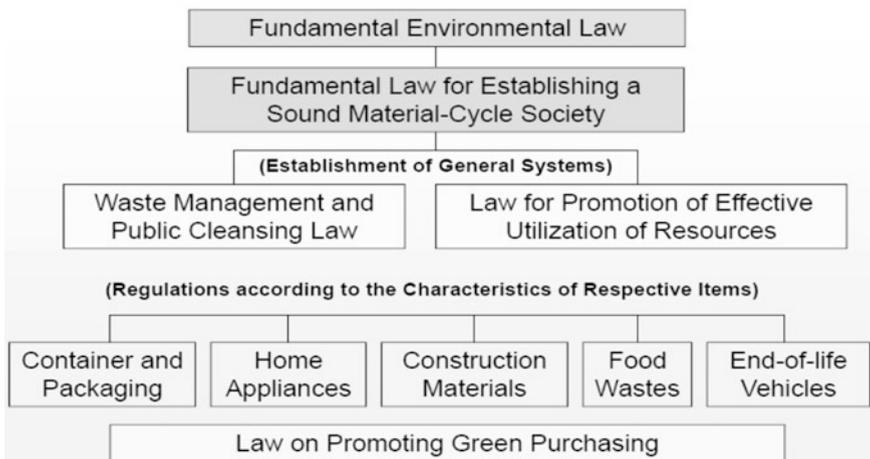 Fundamental Environmental Law
Fundamental Law for Establishing a
Sound Material-Cycle Society
(Establishment of General Systems)
Waste Management and
Public Cleansing Law
Law for Promotion of Effective
Utilization of Resources
(Regulations according to the Characteristics of Respective Items)
Container and
Packaging
Home
Appliances
Construction
Materials
Food
Wastes
End-of-life
Vehicles
Law on Promoting Green Purchasing